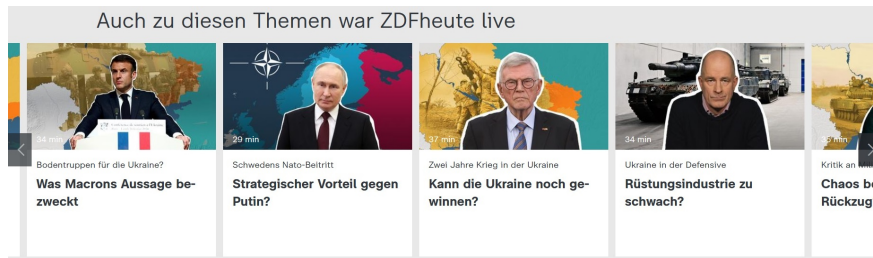 Auch zu diesen Themen war ZDFheute live
34 min
Bodentruppen für die Ukraine?
Was Macrons Aussage be-
zweckt
29 min
Schwedens Nato-Beitritt
Strategischer Vorteil gegen
Putin?
37 min
Zwei Jahre Krieg in der Ukraine
Kann die Ukraine noch ge-
winnen?
34 min
Ukraine in der Defensive
Rüstungsindustrie zu
schwach?
min
Kritik an
Chaos b
Rückzug